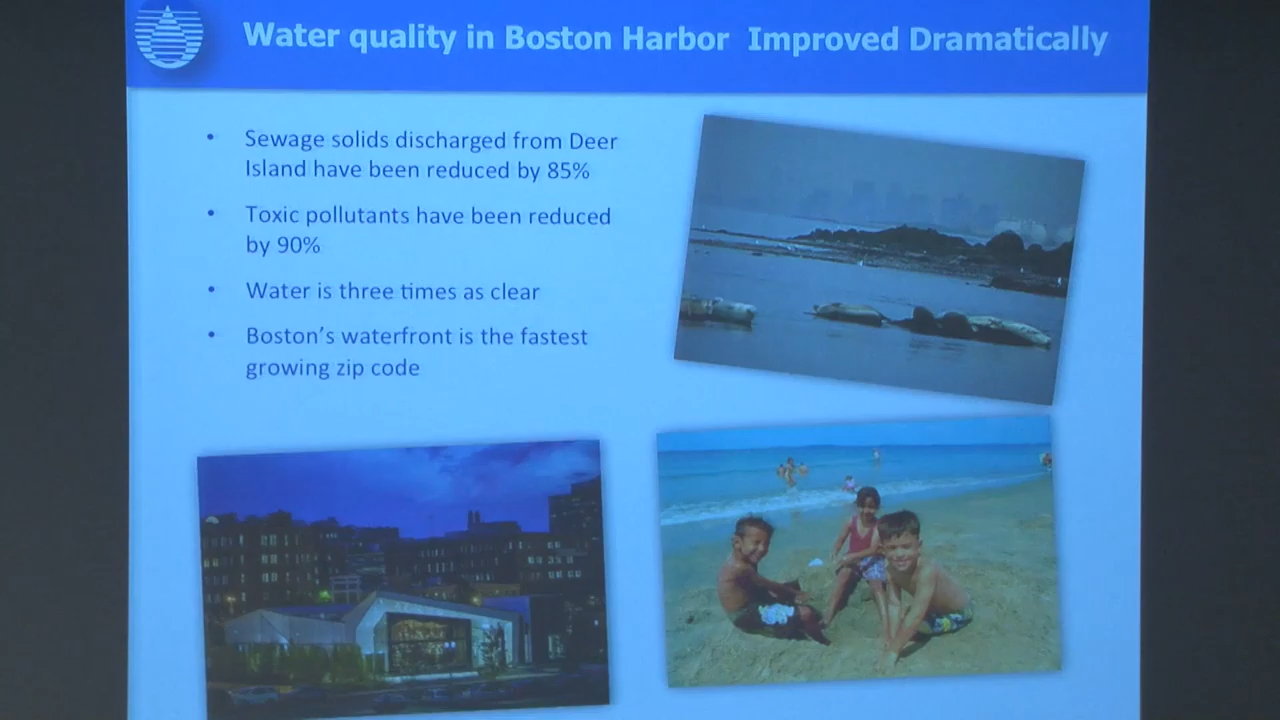 Water quality in Boston Harbor Improved Dramatically
• Sewage solids discharged from Deer
Island have been reduced by 85%
• Toxic pollutants have been reduced
by 90%
• Water is three times as clear
• Boston's waterfront is the fastest
growing zip code